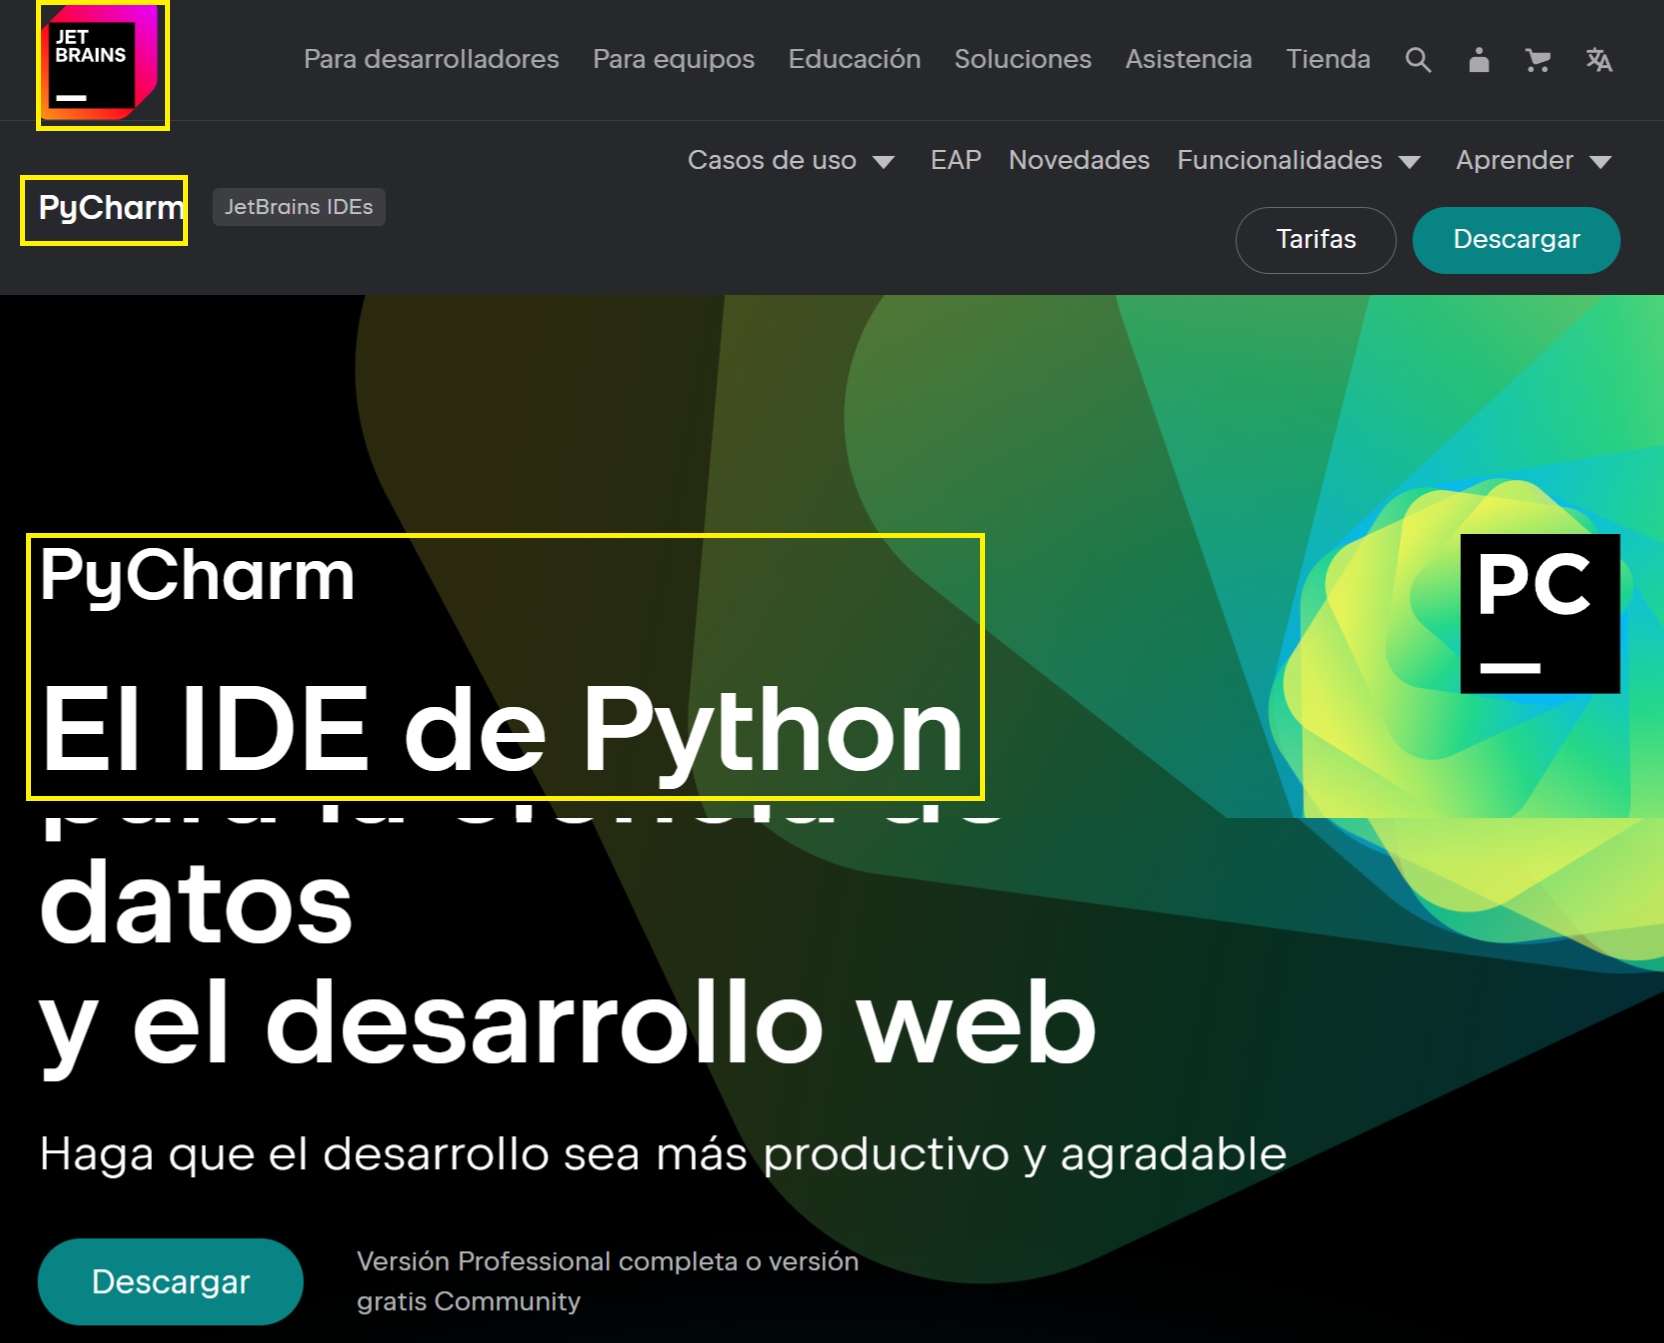 JET
BRAINS
Para desarrolladores Para equipos Educación Soluciones Asistencia Tienda
Casos de uso EAP Novedades Funcionalidades Aprender
PyCharm JetBrains IDEs
Tarifas Descargar
PyCharm
PC
El IDE de Python
datos
y el desarrollo web
Haga que el desarrollo sea más productivo y agradable
Descargar
Versión Professional completa o versión
gratis Community